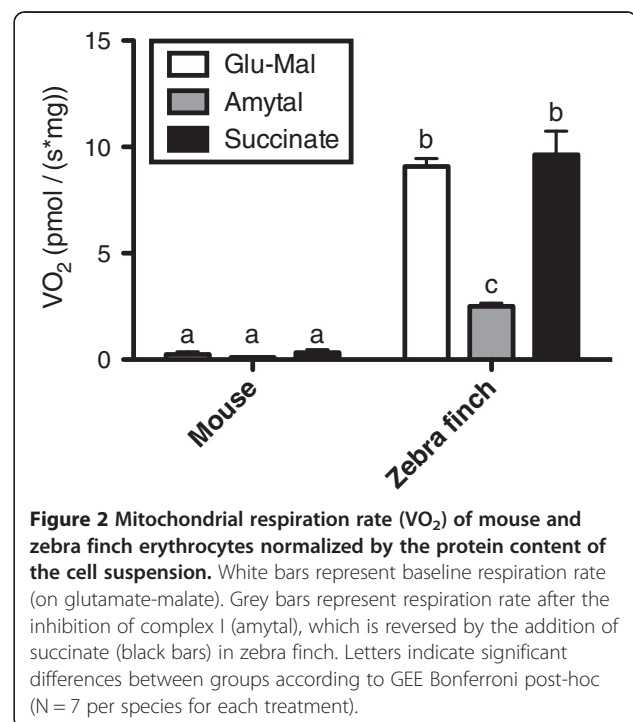 15
10
5
0
VO₂ (pmol / (s*mg))
Glu-Mal
Amytal
Succinate
a a a
b c b
Mouse
Zebra finch
Figure 2 Mitochondrial respiration rate (VO₂) of mouse and
zebra finch erythrocytes normalized by the protein content of
the cell suspension. White bars represent baseline respiration rate
(on glutamate-malate). Grey bars represent respiration rate after the
inhibition of complex I (amytal), which is reversed by the addition of
succinate (black bars) in zebra finch. Letters indicate significant
differences between groups according to GEE Bonferroni post-hoc
(N = 7 per species for each treatment).